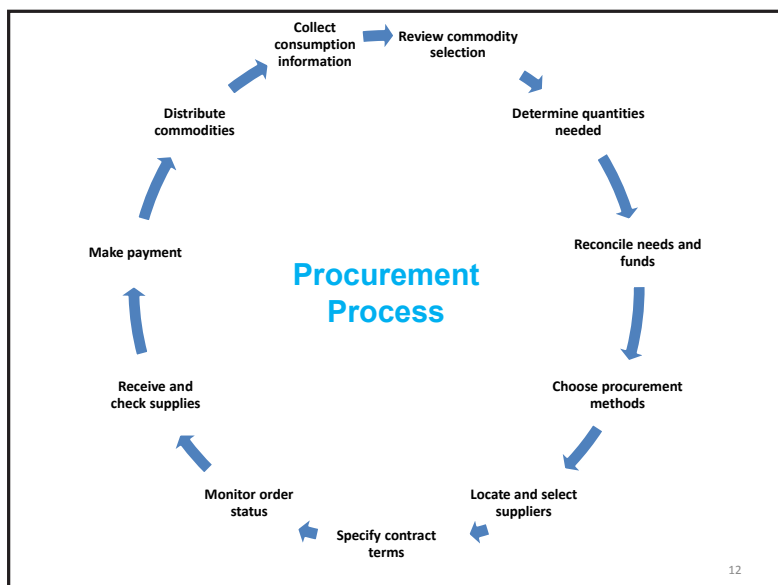 Collect
consumption
information
Review commodity
selection
Determine quantities
needed
Reconcile needs and
funds
Choose procurement
methods
Locate and select
suppliers
Specify contract
terms
Monitor order
status
Receive and
check supplies
Make payment
Distribute
commodities
Procurement
Process
12